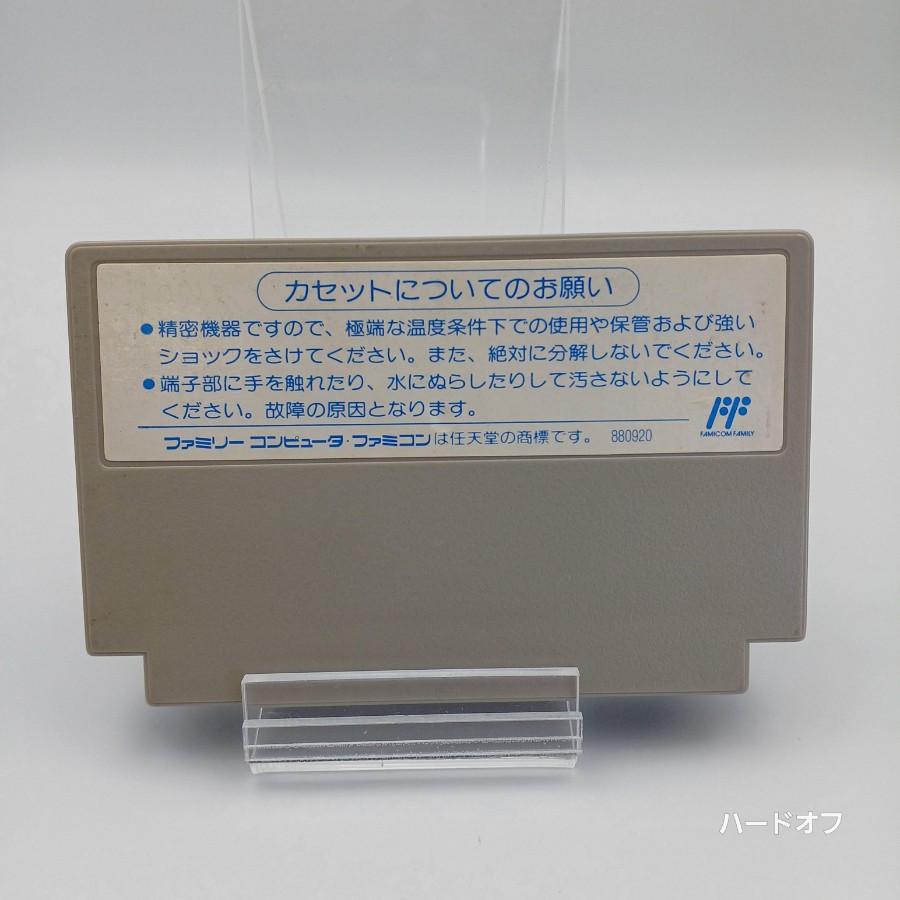 カセットについてのお願い
●精密機器ですので、極端な温度条件下での使用や保管および強い
ショックをさけてください。また、絶対に分解しないでください。
●端子部に手を触れたり、水にぬらしたりして汚さないようにして
ください。故障の原因となります。
FAMICOM FAMILY
ファミリー コンピュータ・ファミコンは任天堂の商標です。 880920
ハードオフ